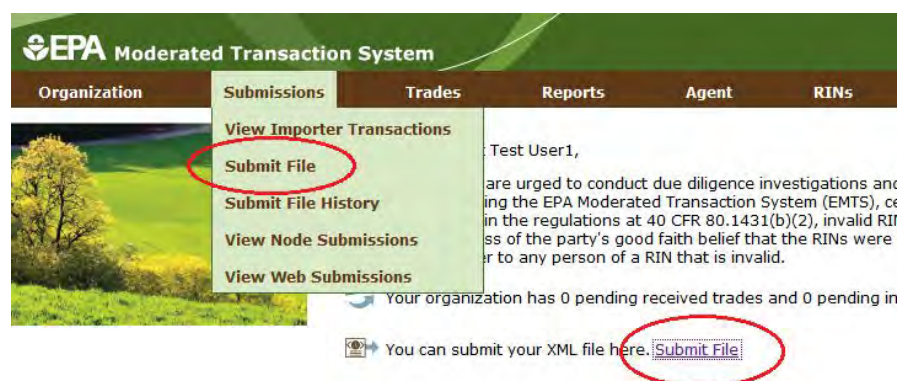 EPA Moderated Transaction System
Organization Submissions Trades Reports Agent RINs
View Importer Transactions
Submit File
Submit File History
View Node Submissions
View Web Submissions
Test User1,
are urged to conduct due diligence investigations and
ing the EPA Moderated Transaction System (EMTS), ce
in the regulations at 40 CFR 80.1431(b)(2), invalid RIN
ss of the party's good faith belief that the RINs were
er to any person of a RIN that is invalid.
Your organization has 0 pending received trades and 0 pending in
You can submit your XML file here. Submit File